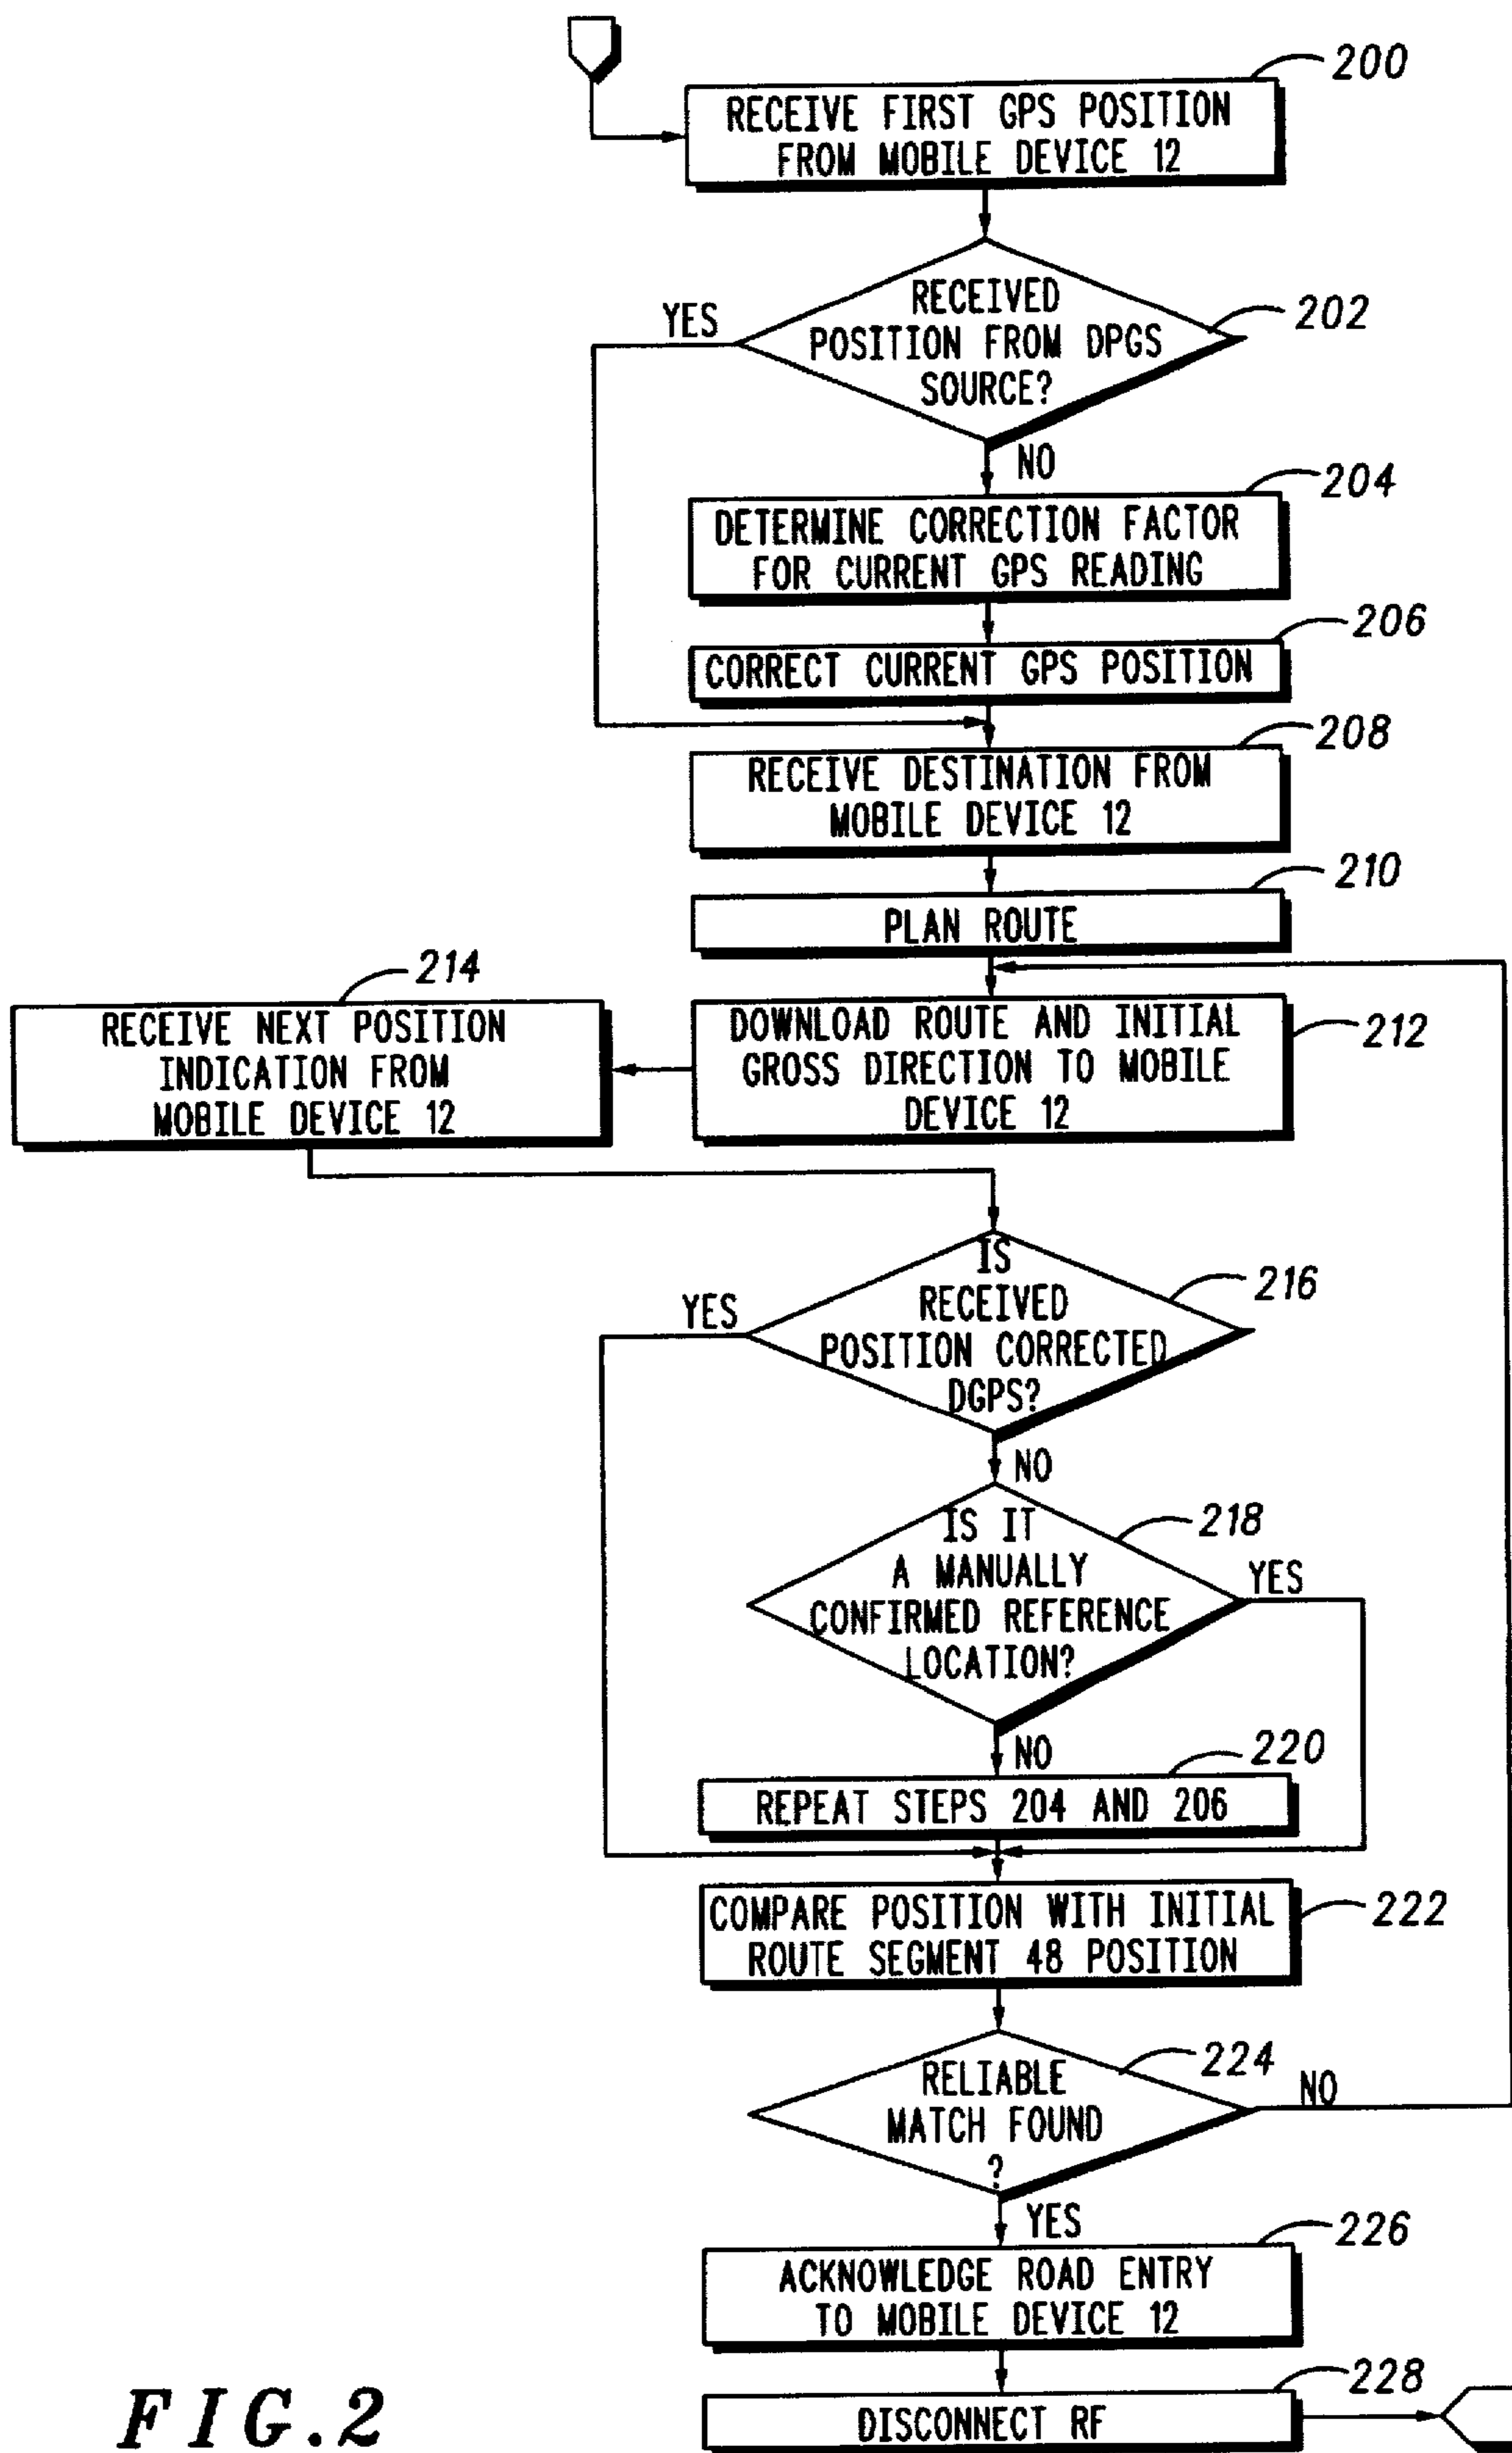 200
RECEIVE FIRST GPS POSITION
FROM MOBILE DEVICE 12
RECEIVED
POSITION FROM DPGS
SOURCE?
202
YES
NO
204
DETERMINE CORRECTION FACTOR
FOR CURRENT GPS READING
206
CORRECT CURRENT GPS POSITION
208
RECEIVE DESTINATION FROM
MOBILE DEVICE 12
210
PLAN ROUTE
212
DOWNLOAD ROUTE AND INITIAL
GROSS DIRECTION TO MOBILE
DEVICE 12
214
RECEIVE NEXT POSITION
INDICATION FROM
MOBILE DEVICE 12
216
IS
RECEIVED
POSITION CORRECTED
DGPS?
YES
NO
218
IS IT
A MANUALLY
CONFIRMED REFERENCE
LOCATION?
YES
NO
220
REPEAT STEPS 204 AND 206
222
COMPARE POSITION WITH INITIAL
ROUTE SEGMENT 48 POSITION
224
RELIABLE
MATCH FOUND
?
NO
YES
226
ACKNOWLEDGE ROAD ENTRY
TO MOBILE DEVICE 12
228
DISCONNECT RF
FIG.2